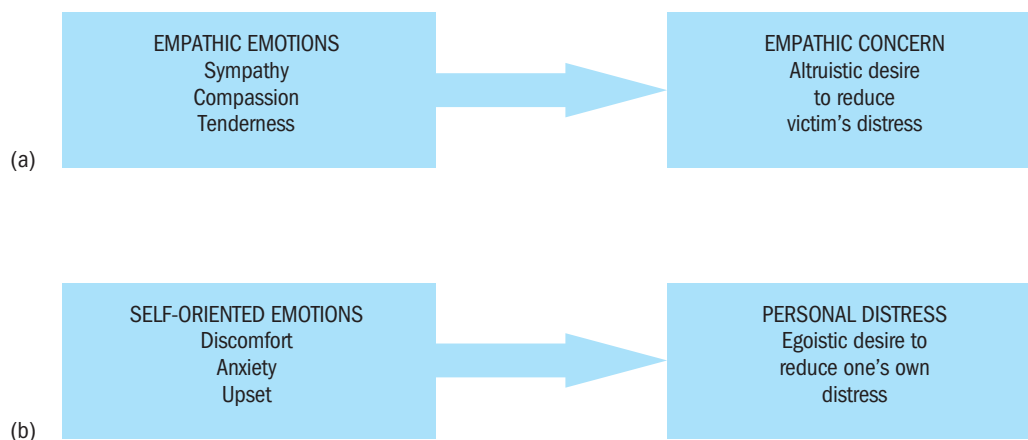 EMPATHIC EMOTIONS
Sympathy
Compassion
Tenderness
EMPATHIC CONCERN
Altruistic desire
to reduce
victim's distress
(a)
SELF-ORIENTED EMOTIONS
Discomfort
Anxiety
Upset
PERSONAL DISTRESS
Egoistic desire to
reduce one's own
distress
(b)